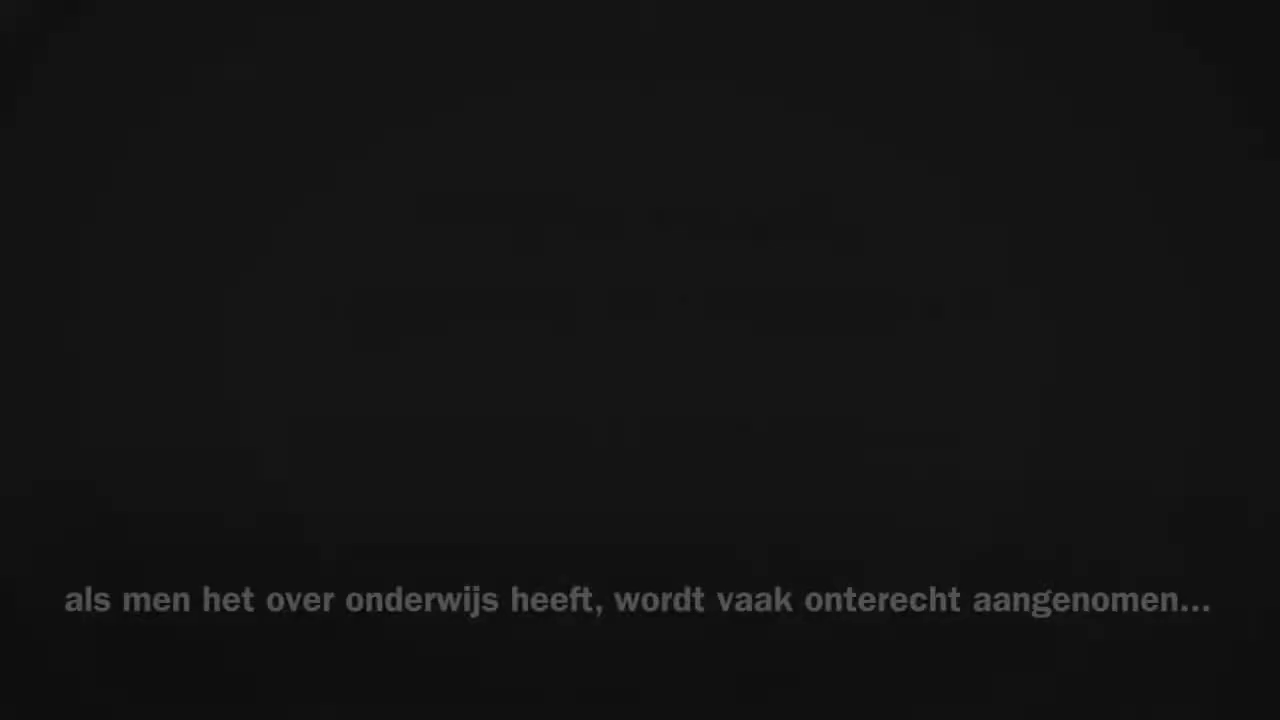 als men het over onderwijs heeft, wordt vaak onterecht aangenomen...